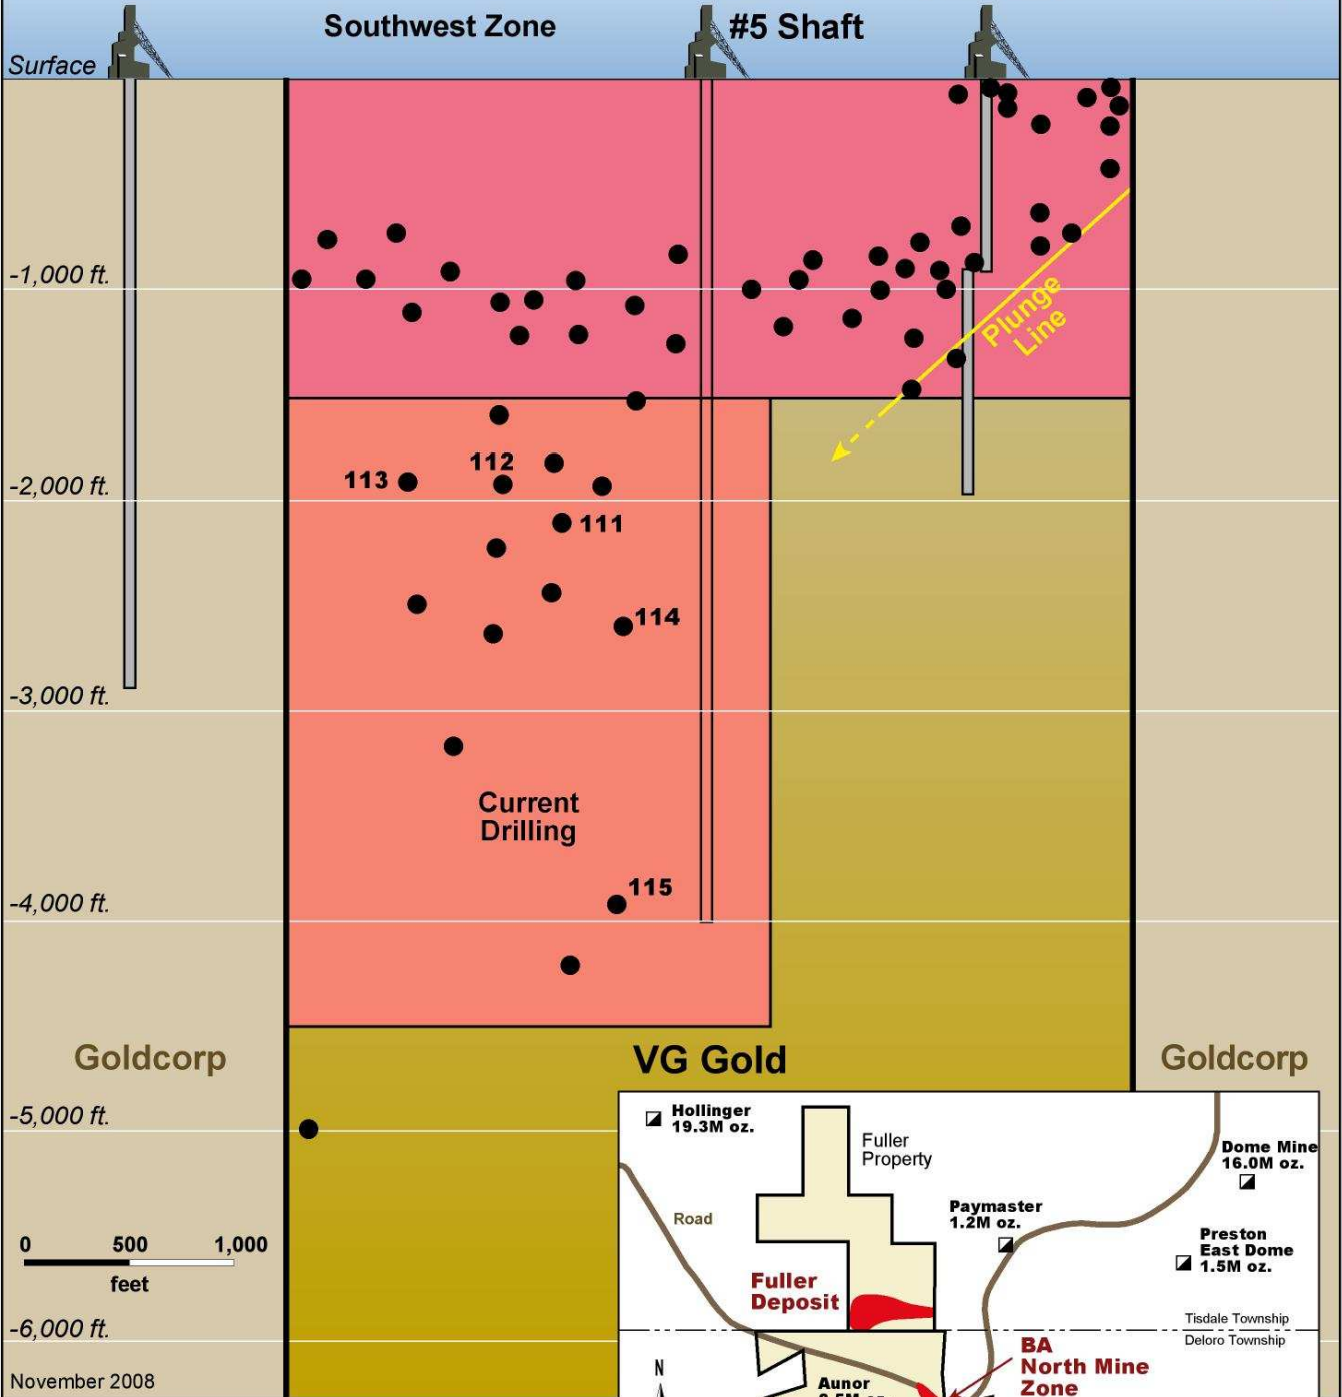 Southwest Zone
#5 Shaft
Surface
-1,000 ft.
Plunge
Line
-2,000 ft.
113
112
111
114
-3,000 ft.
Current
Drilling
115
-4,000 ft.
Goldcorp
VG Gold
Goldcorp
-5,000 ft.
0 500 1,000
feet
-6,000 ft.
November 2008
Hollinger
19.3M oz.
Fuller
Property
Dome Mine
16.0M oz.
Road
Paymaster
1.2M oz.
Preston
East Dome
1.5M oz.
Fuller
Deposit
Tisdale Township
Deloro Township
BA
North Mine
Zone
N
Aunor